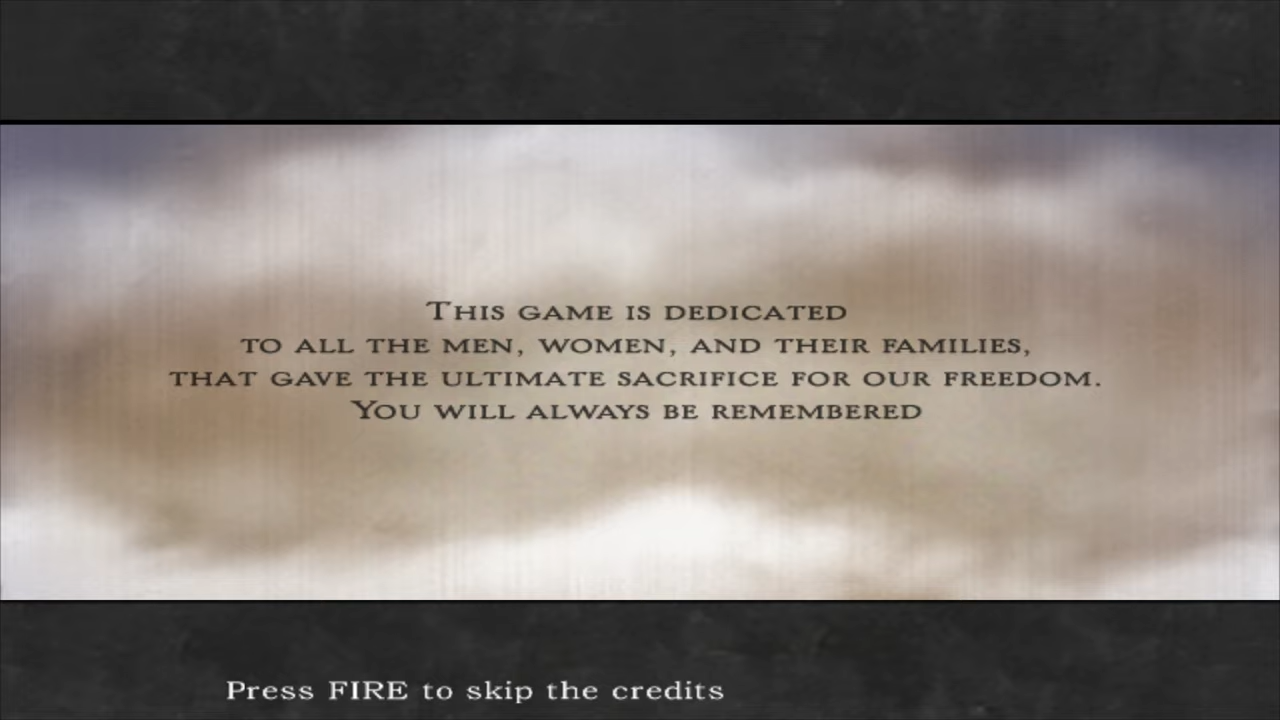 This game is dedicated
to all the men, women, and their families,
that gave the ultimate sacrifice for our freedom.
You will always be remembered
Press FIRE to skip the credits